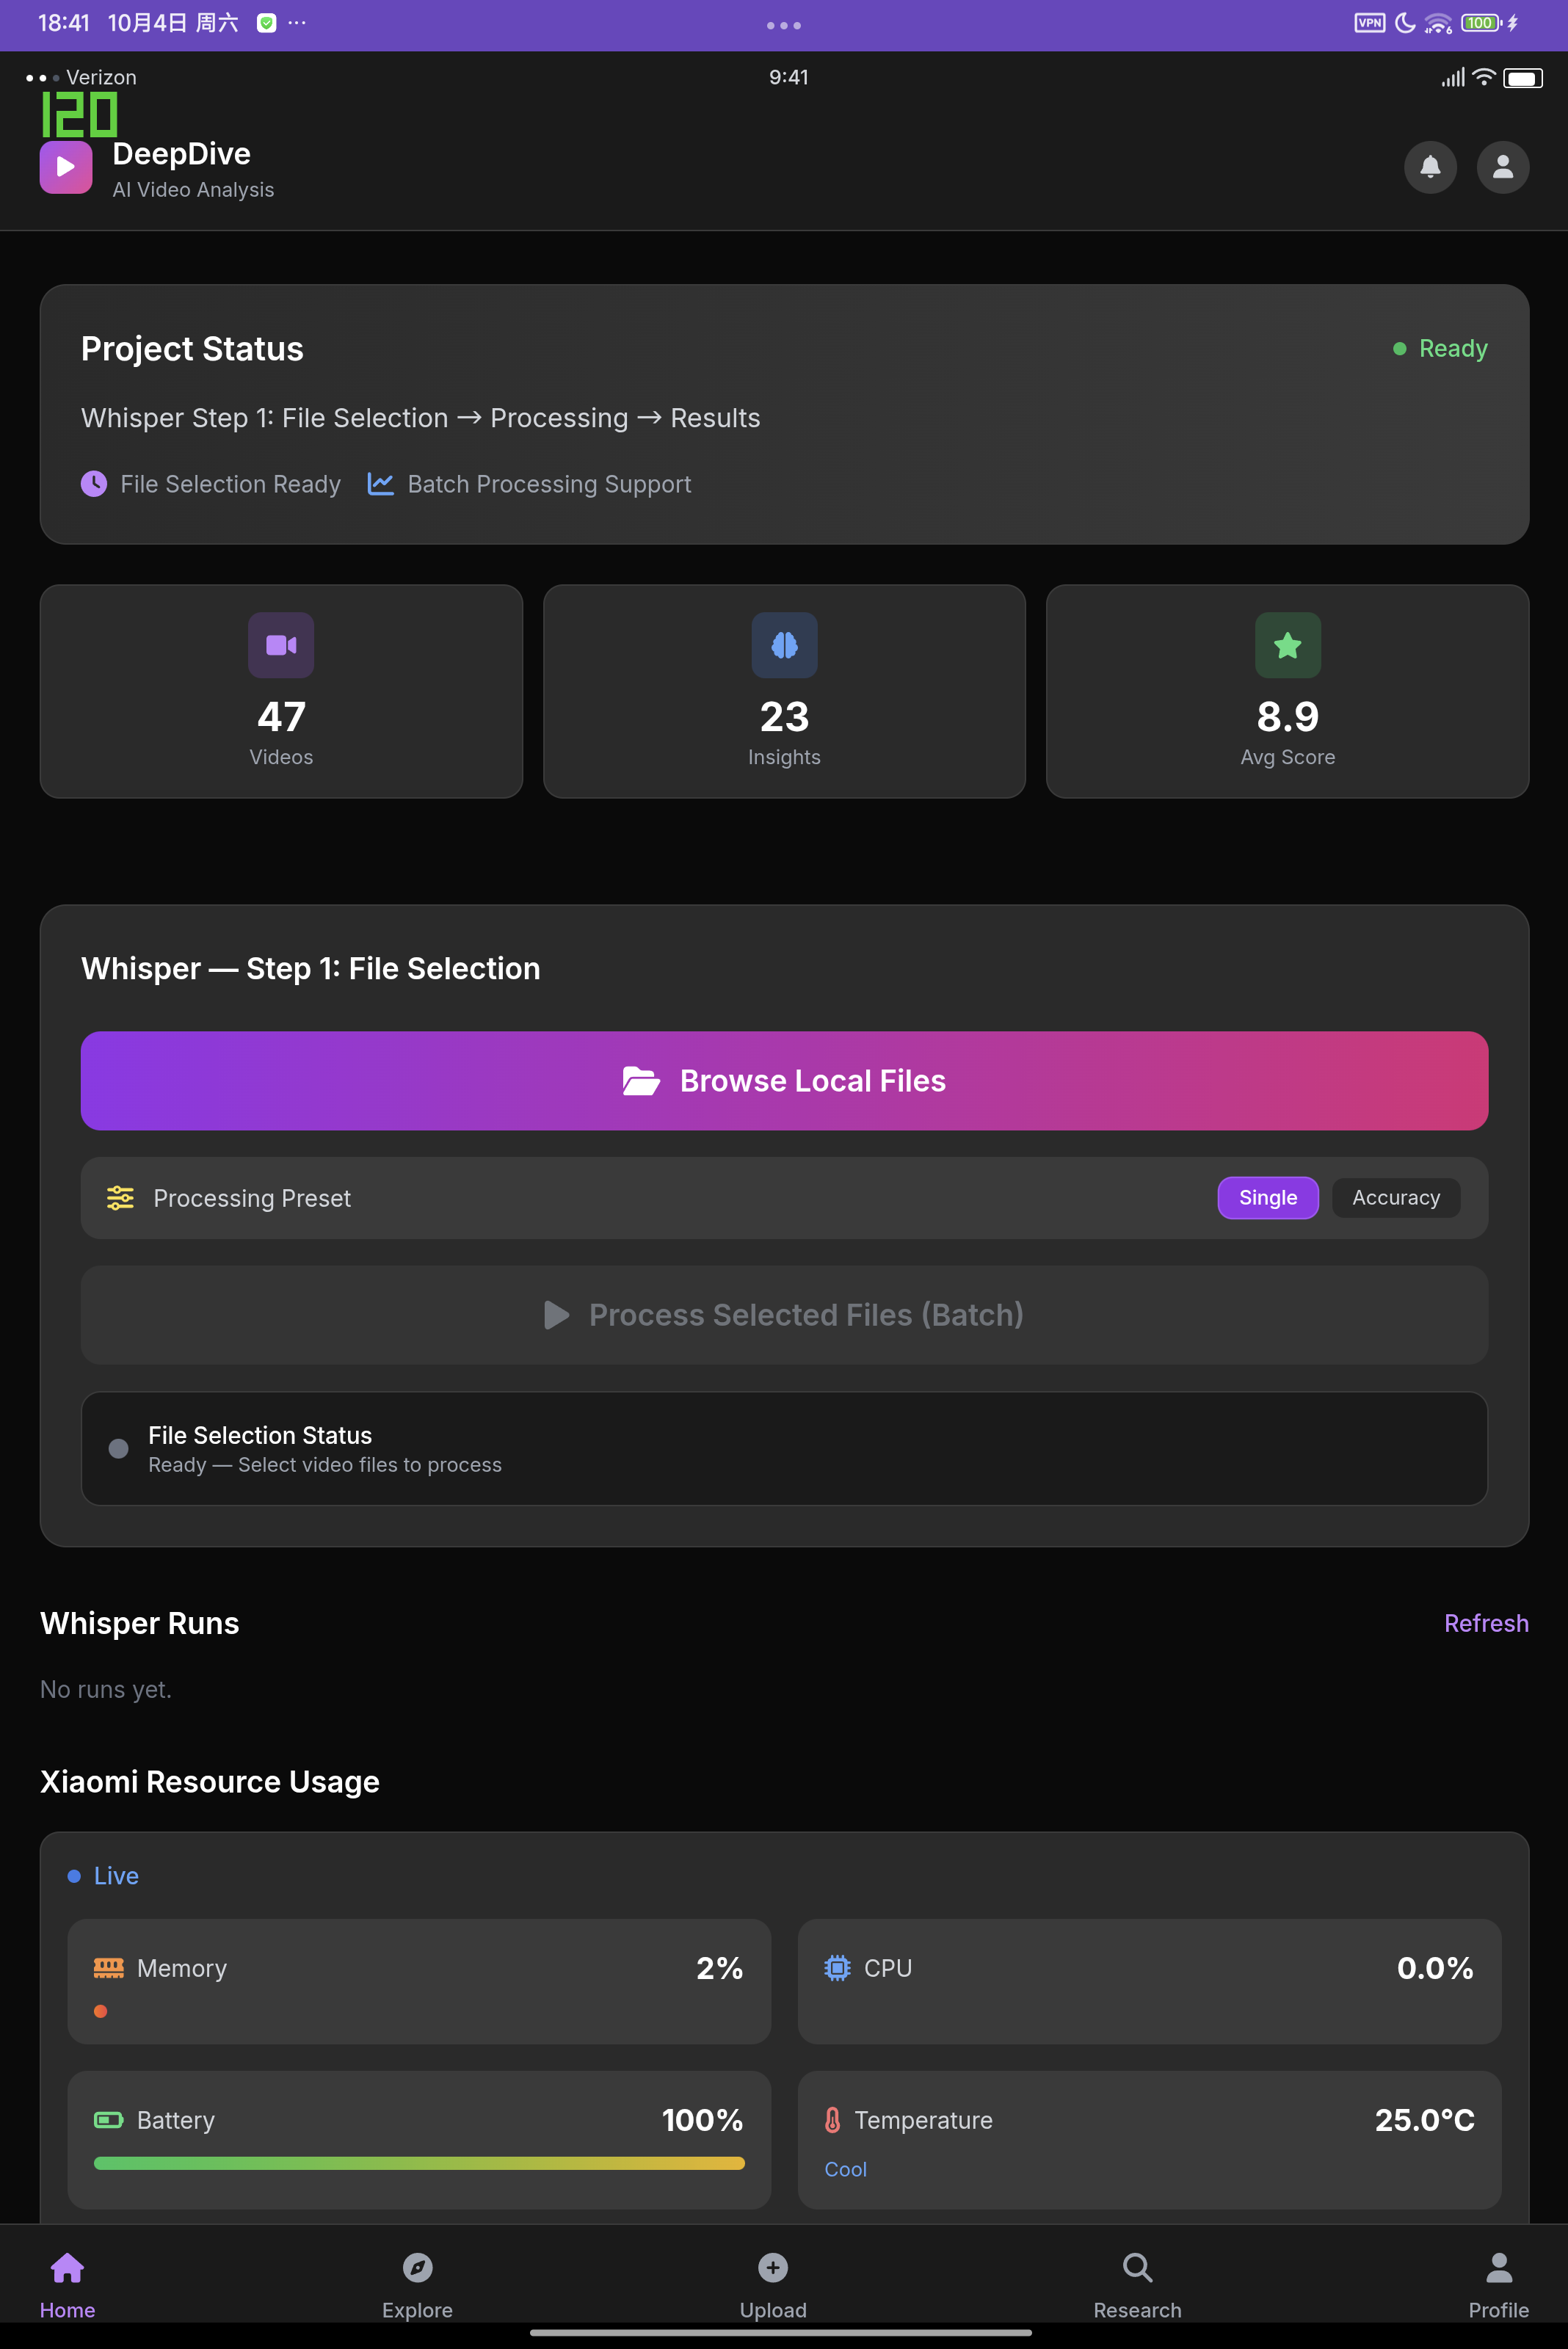 18:41 10月4日 周六 ...
VPN 6 100
Verizon 9:41
120
DeepDive
AI Video Analysis
Project Status
Ready
Whisper Step 1: File Selection → Processing → Results
File Selection Ready Batch Processing Support
47 23 8.9
Videos Insights Avg Score
Whisper — Step 1: File Selection
Browse Local Files
Processing Preset Single Accuracy
Process Selected Files (Batch)
File Selection Status
Ready — Select video files to process
Whisper Runs Refresh
No runs yet.
Xiaomi Resource Usage
Live
Memory 2% CPU 0.0%
Battery 100% Temperature 25.0°C
Cool
Home Explore Upload Research Profile